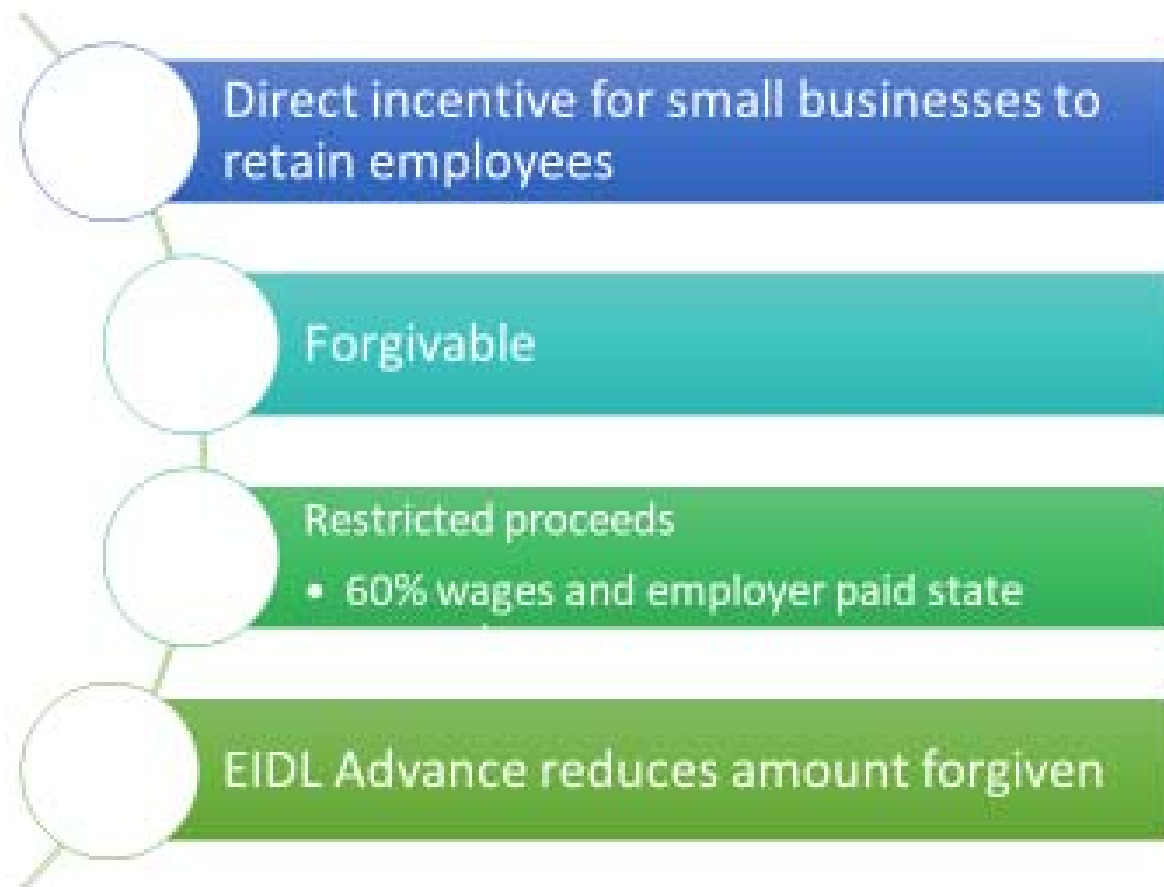 Direct incentive for small businesses to
retain employees
Forgivable
Restricted proceeds
• 60% wages and employer paid state
EIDL Advance reduces amount forgiven